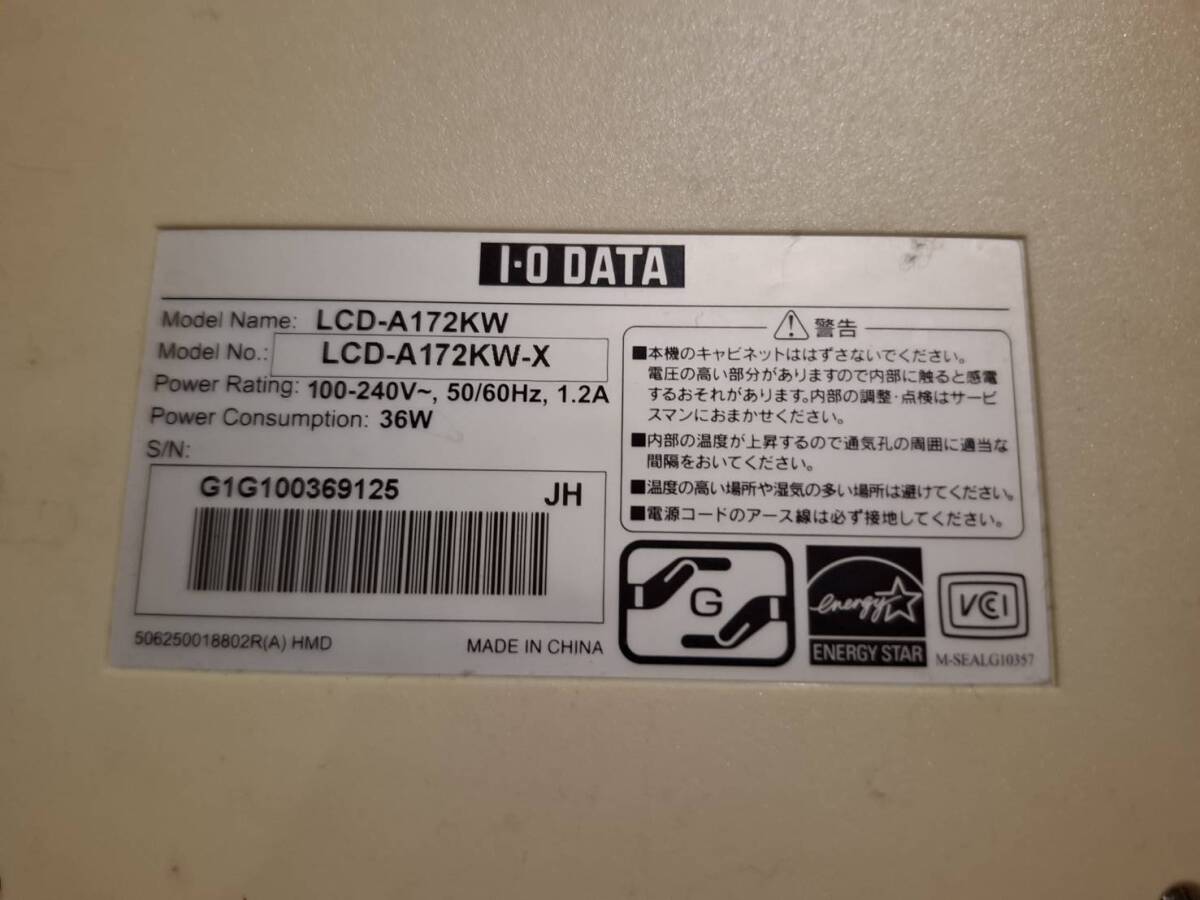 I·O DATA
Model Name: LCD-A172KW
Model No.: LCD-A172KW-X
Power Rating: 100-240V~, 50/60Hz, 1.2A
Power Consumption: 36W
S/N:
G1G100369125 JH
506250018802R(A) HMD
MADE IN CHINA
警告
■本機のキャビネットははずさないでください。
電圧の高い部分がありますので内部に触ると感電
するおそれがあります。内部の調整・点検はサービ
スマンにおまかせください。
■内部の温度が上昇するので通気孔の周囲に適当な
間隔をおいてください。
■温度の高い場所や湿気の多い場所は避けてください。
■電源コードのアース線は必ず接地してください。
G
energy
ENERGY STAR
VCCI
M-SEALG10357